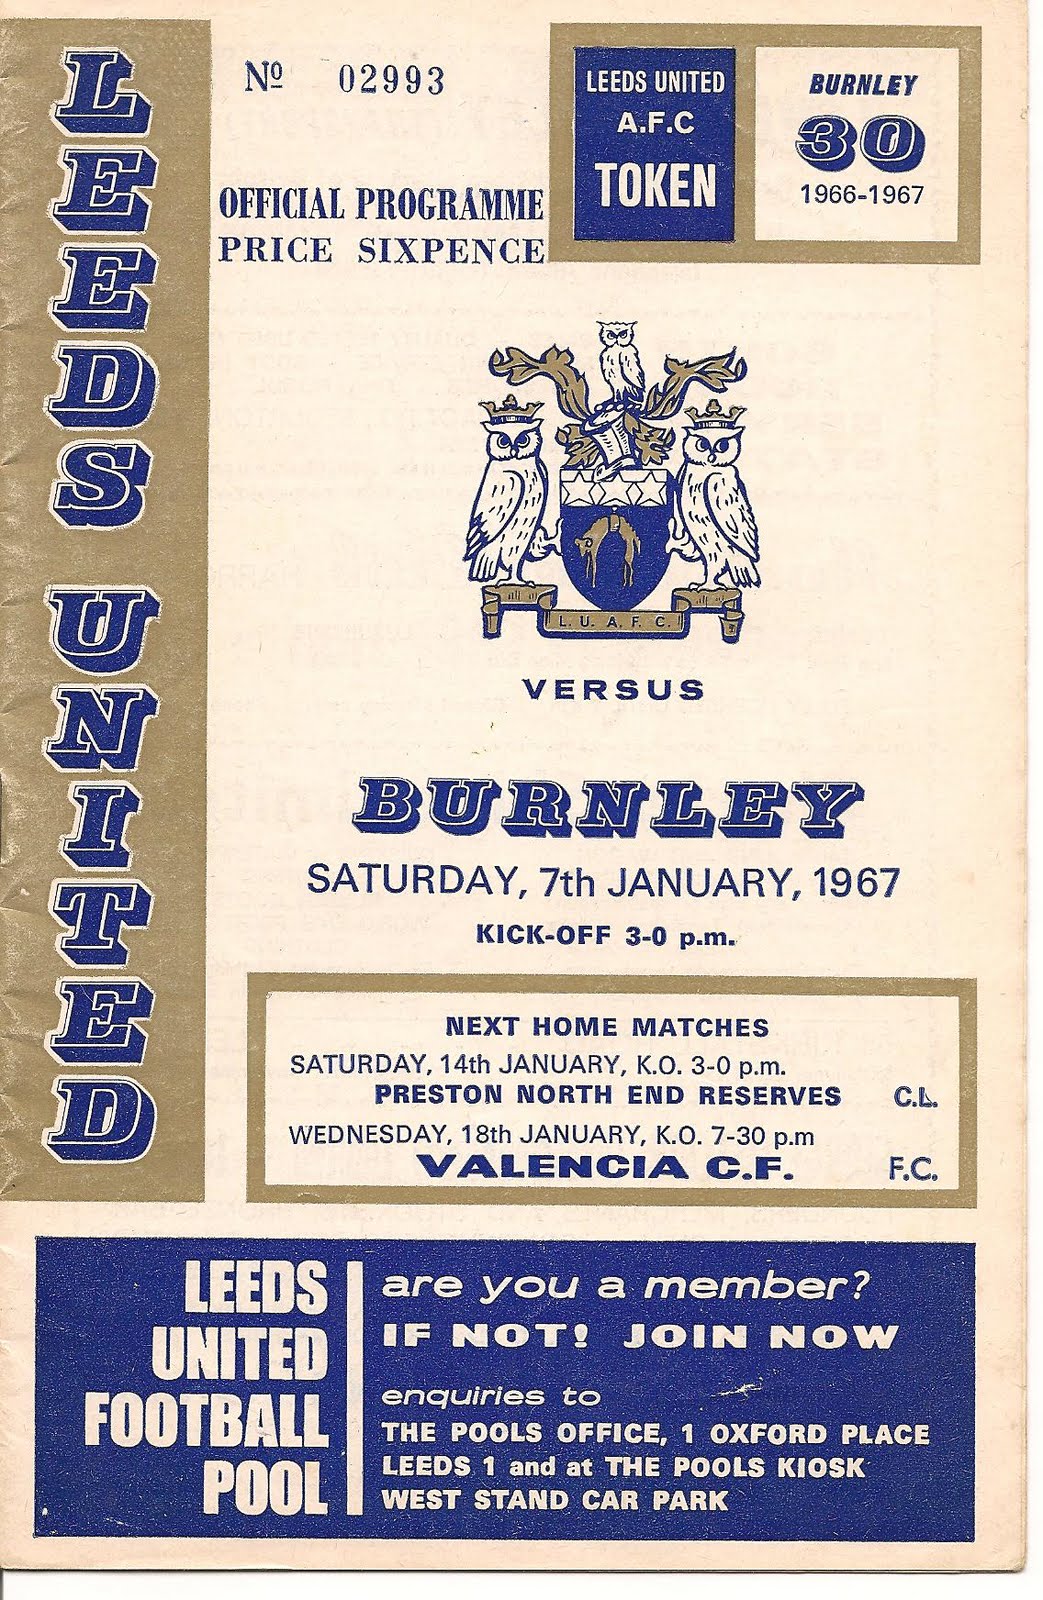 LEEDS UNITED
Nº 02993
OFFICIAL PROGRAMME
PRICE SIXPENCE
LEEDS UNITED
A.F.C
TOKEN
BURNLEY
30
1966-1967
L. U. A. F. C.
VERSUS
BURNLEY
SATURDAY, 7th JANUARY, 1967
KICK-OFF 3-0 p.m.
NEXT HOME MATCHES
SATURDAY, 14th JANUARY, K.O. 3-0 p.m.
PRESTON NORTH END RESERVES C.L.
WEDNESDAY, 18th JANUARY, K.O. 7-30 p.m
VALENCIA C.F. F.C.
LEEDS
UNITED
FOOTBALL
POOL
are you a member?
IF NOT! JOIN NOW
enquiries to
THE POOLS OFFICE, 1 OXFORD PLACE
LEEDS 1 and at THE POOLS KIOSK
WEST STAND CAR PARK